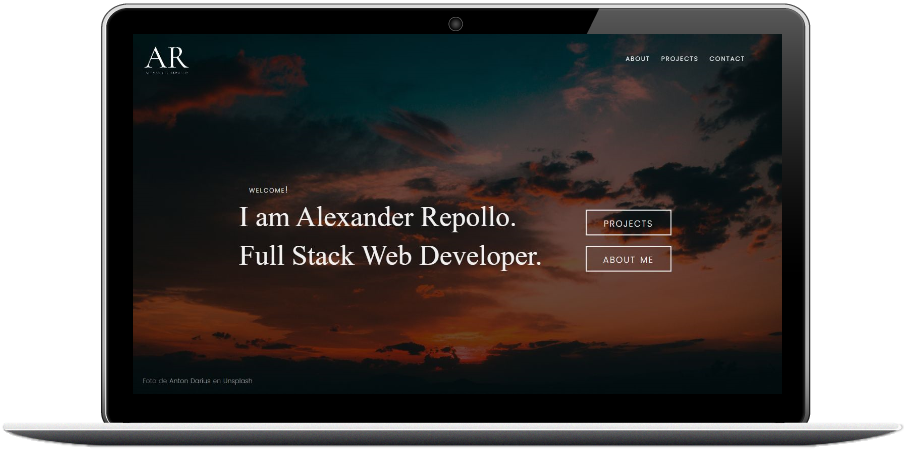 AR
ABOUT PROJECTS CONTACT
WELCOME!
I am Alexander Repollo.
Full Stack Web Developer.
PROJECTS
ABOUT ME
Foto de Anton Darius en Unsplash